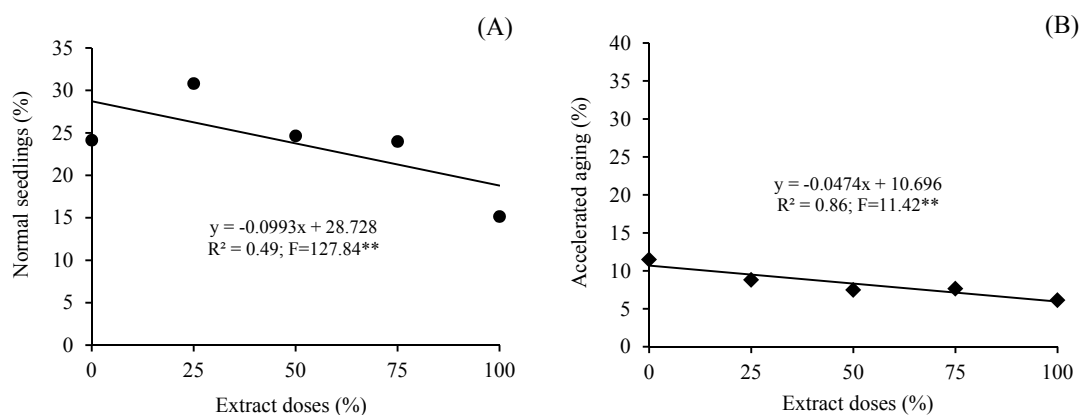 (A)
35
30
25
20
15
10
5
0
Normal seedlings (%)
y = -0.0993x + 28.728
R² = 0.49; F=127.84**
0 25 50 75 100
Extract doses (%)
(B)
40
35
30
25
20
15
10
5
0
Accelerated aging (%)
y = -0.0474x + 10.696
R² = 0.86; F=11.42**
0 25 50 75 100
Extract doses (%)